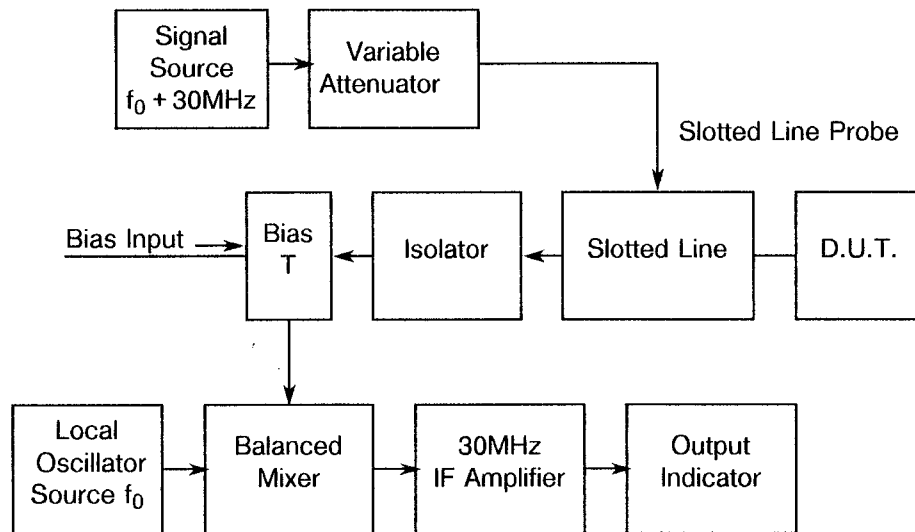 Signal
Source
f₀ + 30MHz
Variable
Attenuator
Slotted Line Probe
Bias Input
Bias
T
Isolator
Slotted Line
D.U.T.
Local
Oscillator
Source f₀
Balanced
Mixer
30MHz
IF Amplifier
Output
Indicator